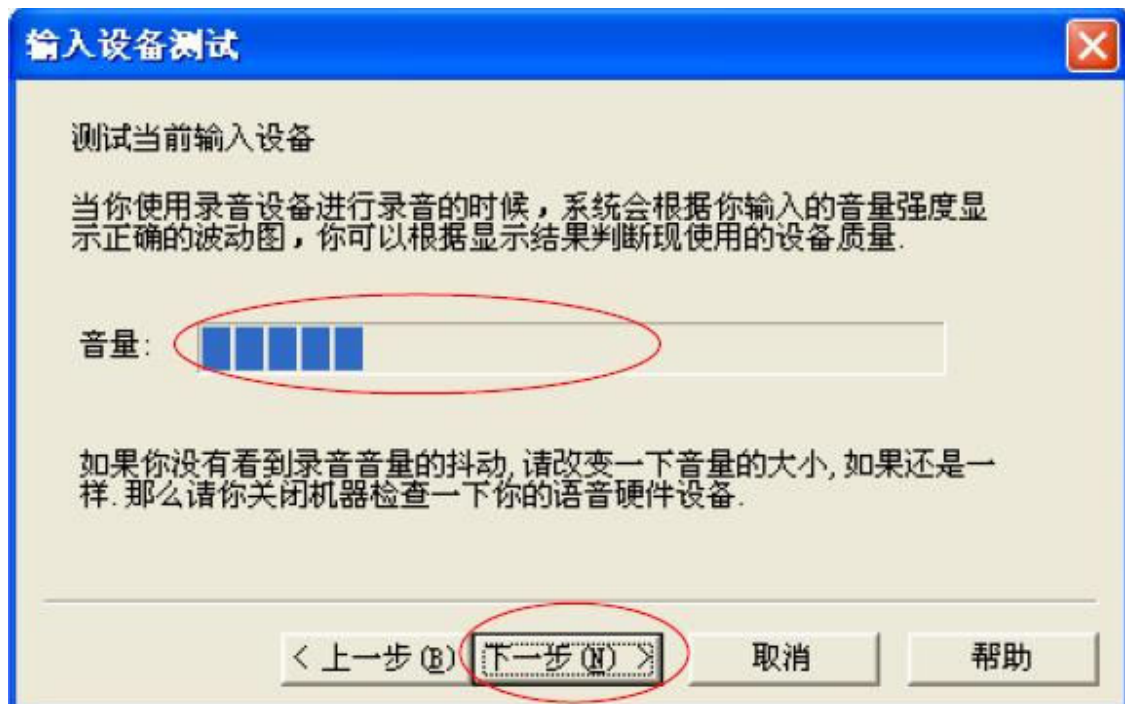 输入设备测试
测试当前输入设备
当你使用录音设备进行录音的时候，系统会根据你输入的音量强度显
示正确的波动图，你可以根据显示结果判断现使用的设备质量.
音量:
如果你没有看到录音音量的抖动,请改变一下音量的大小,如果还是一
样.那么请你关闭机器检查一下你的语音硬件设备.
< 上一步(B) 下一步(N) > 取消 帮助